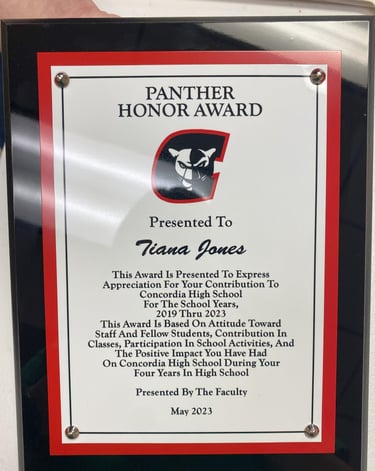 PANTHER
HONOR AWARD
C
Presented To
Tiana Jones
This Award Is Presented To Express
Appreciation For Your Contribution To
Concordia High School
For The School Years,
2019 Thru 2023
This Award Is Based On Attitude Toward
Staff And Fellow Students, Contribution In
Classes, Participation In School Activities, And
The Positive Impact You Have Had
On Concordia High School During Your
Four Years In High School
Presented By The Faculty
May 2023